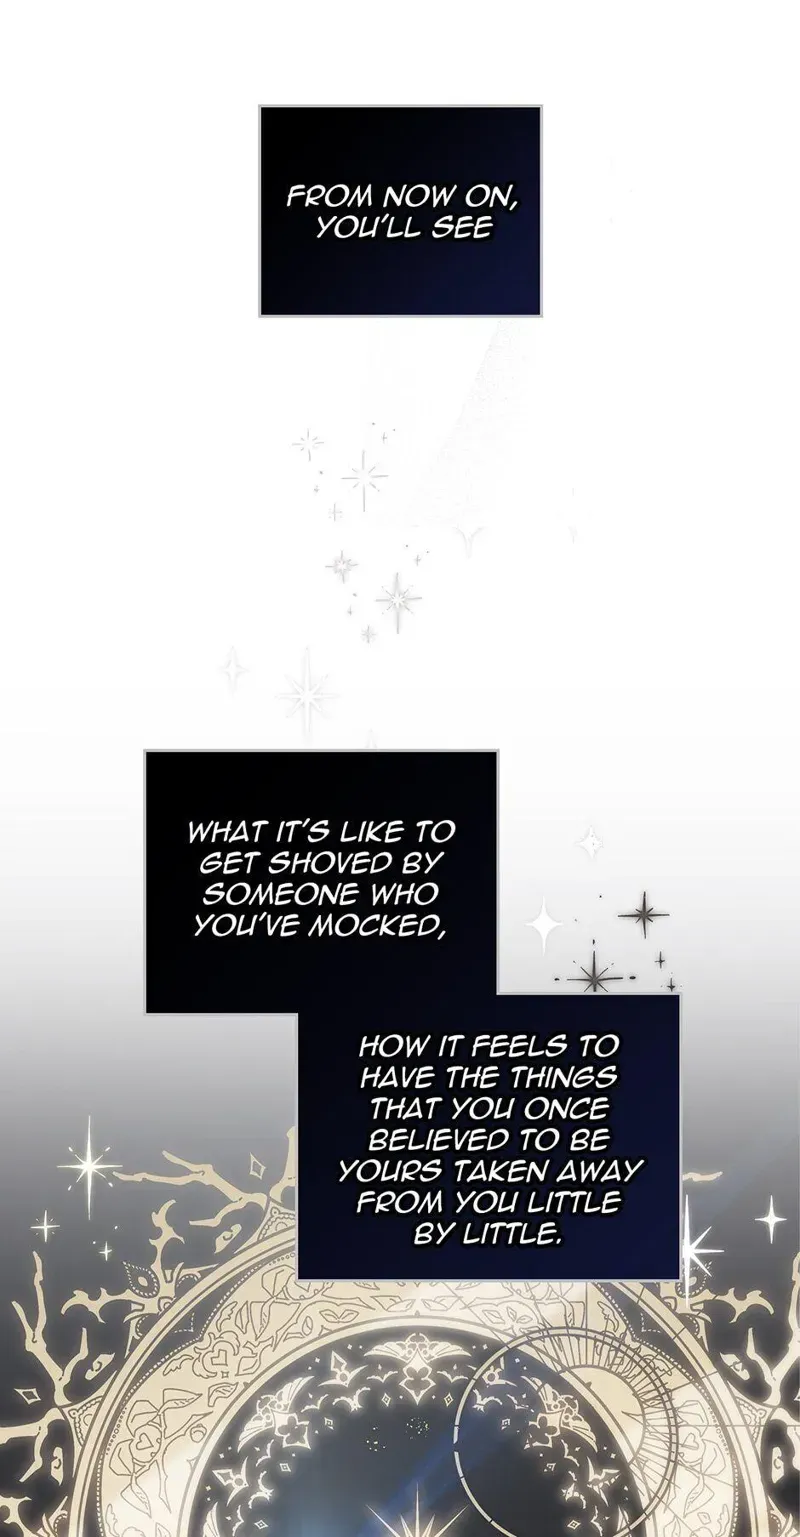 FROM NOW ON,
YOU'LL SEE
WHAT IT'S LIKE TO
GET SHOVED BY
SOMEONE WHO
YOU'VE MOCKED,
HOW IT FEELS TO
HAVE THE THINGS
THAT YOU ONCE
BELIEVED TO BE
YOURS TAKEN AWAY
FROM YOU LITTLE
BY LITTLE.